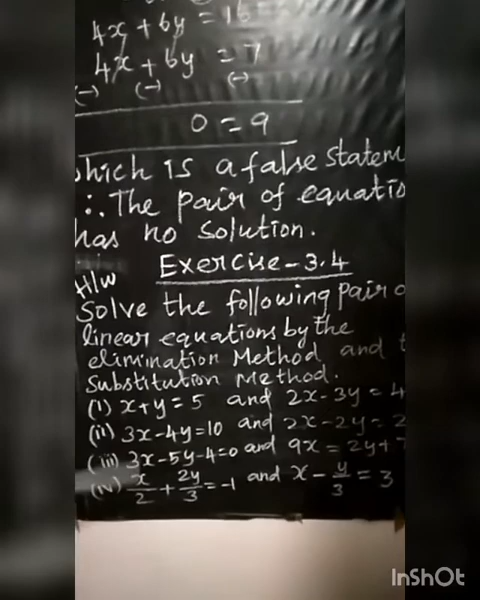 4x + 6y = 16
4x + 6y = 7
(-) (-) (-)
0 = 9
which is a false statem
∴ The pair of equatio
has no solution.
H/w Exercise - 3.4
Solve the following pair o
linear equations by the
elimination Method and t
Substitution Method.
(i) x + y = 5 and 2x - 3y = 4
(ii) 3x - 4y = 10 and 2x - 2y = 2
(iii) 3x - 5y - 4 = 0 and 9x = 2y + 7
(iv) x/2 + 2y/3 = -1 and x - y/3 = 3
InShOt